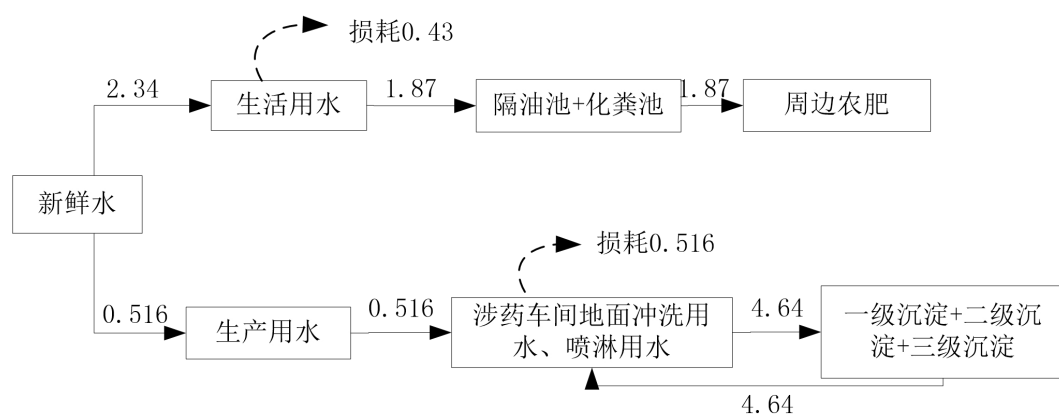 损耗0.43
2.34
生活用水
1.87
隔油池+化粪池
1.87
周边农肥
新鲜水
损耗0.516
0.516
生产用水
0.516
涉药车间地面冲洗用
水、喷淋用水
4.64
一级沉淀+二级沉
淀+三级沉淀
4.64